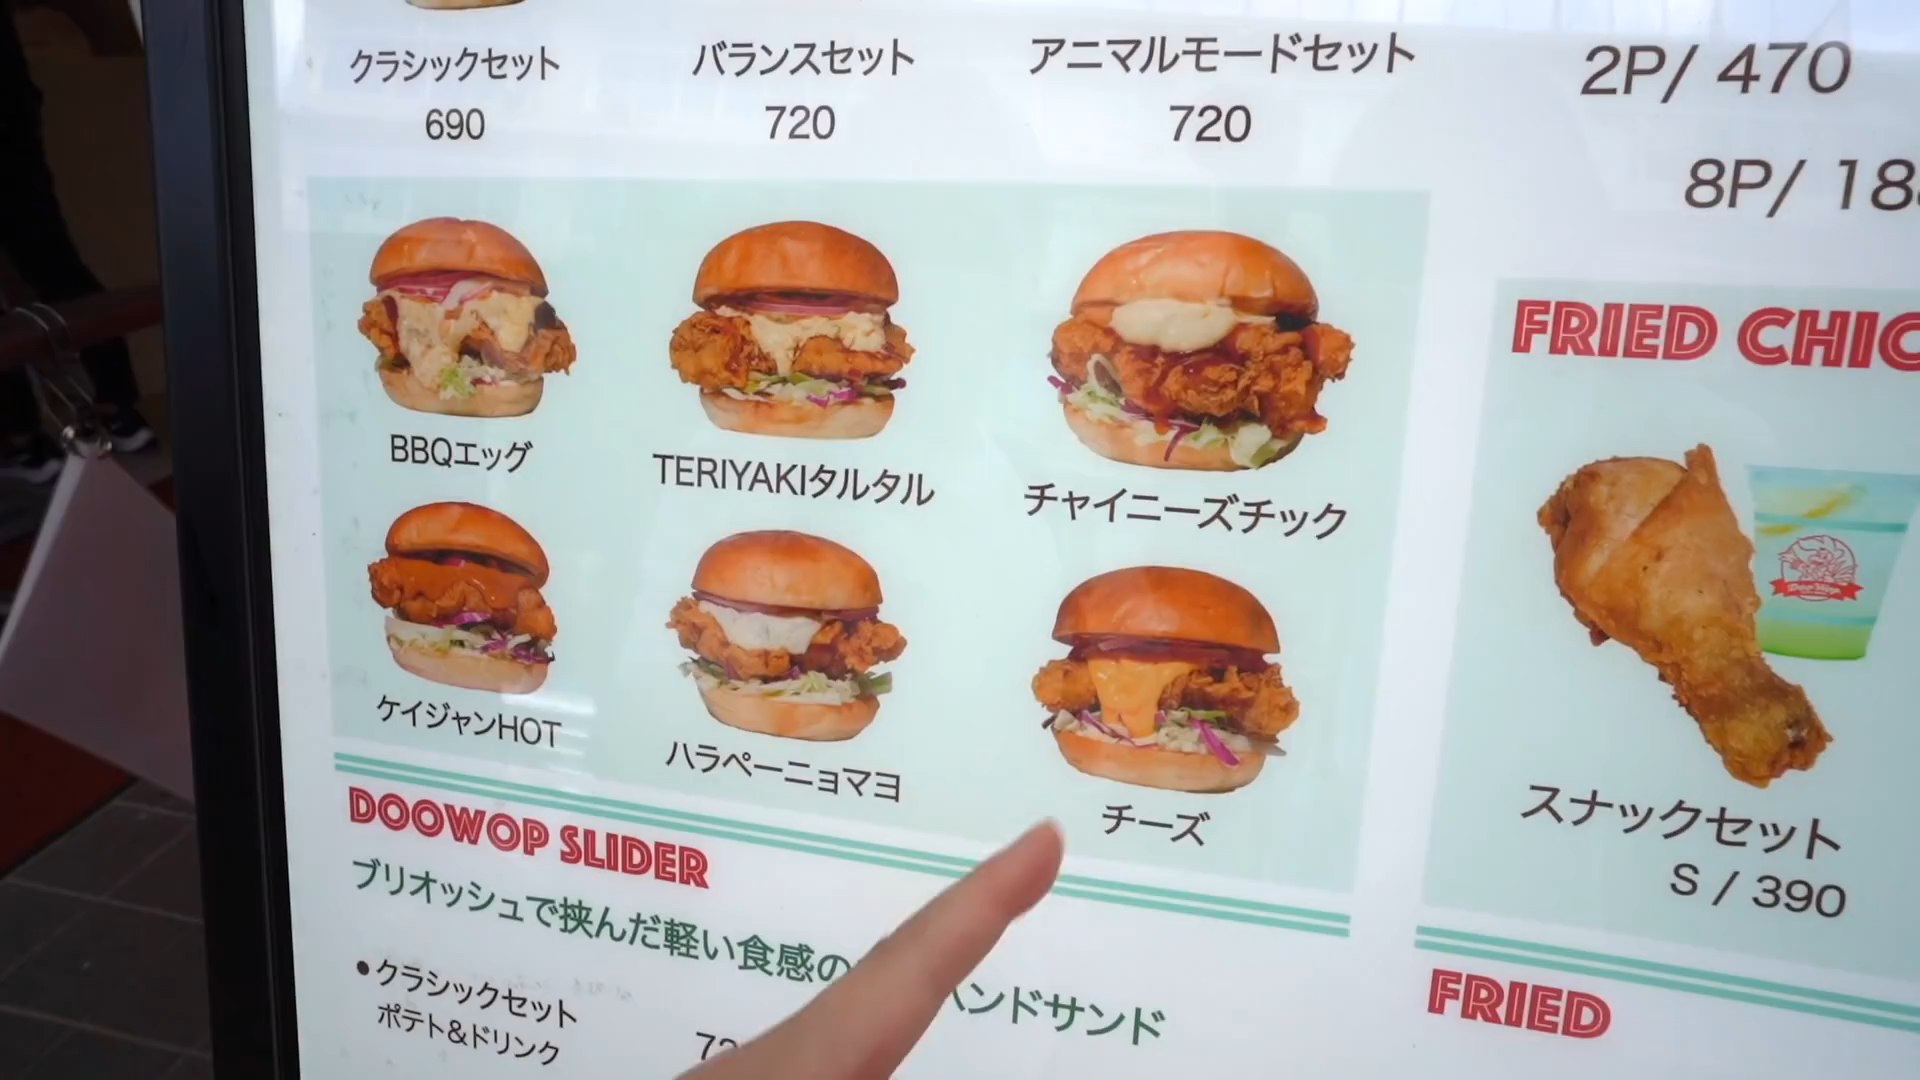 クラシックセット
690
バランスセット
720
アニマルモードセット
720
2P/ 470
8P/ 18
BBQエッグ
TERIYAKIタルタル
チャイニーズチック
ケイジャンHOT
ハラペーニョマヨ
チーズ
FRIED CHIC
スナックセット
S / 390
DOOWOP SLIDER
ブリオッシュで挟んだ軽い食感の
ハンドサンド
•クラシックセット
ポテト&ドリンク
72
FRIED